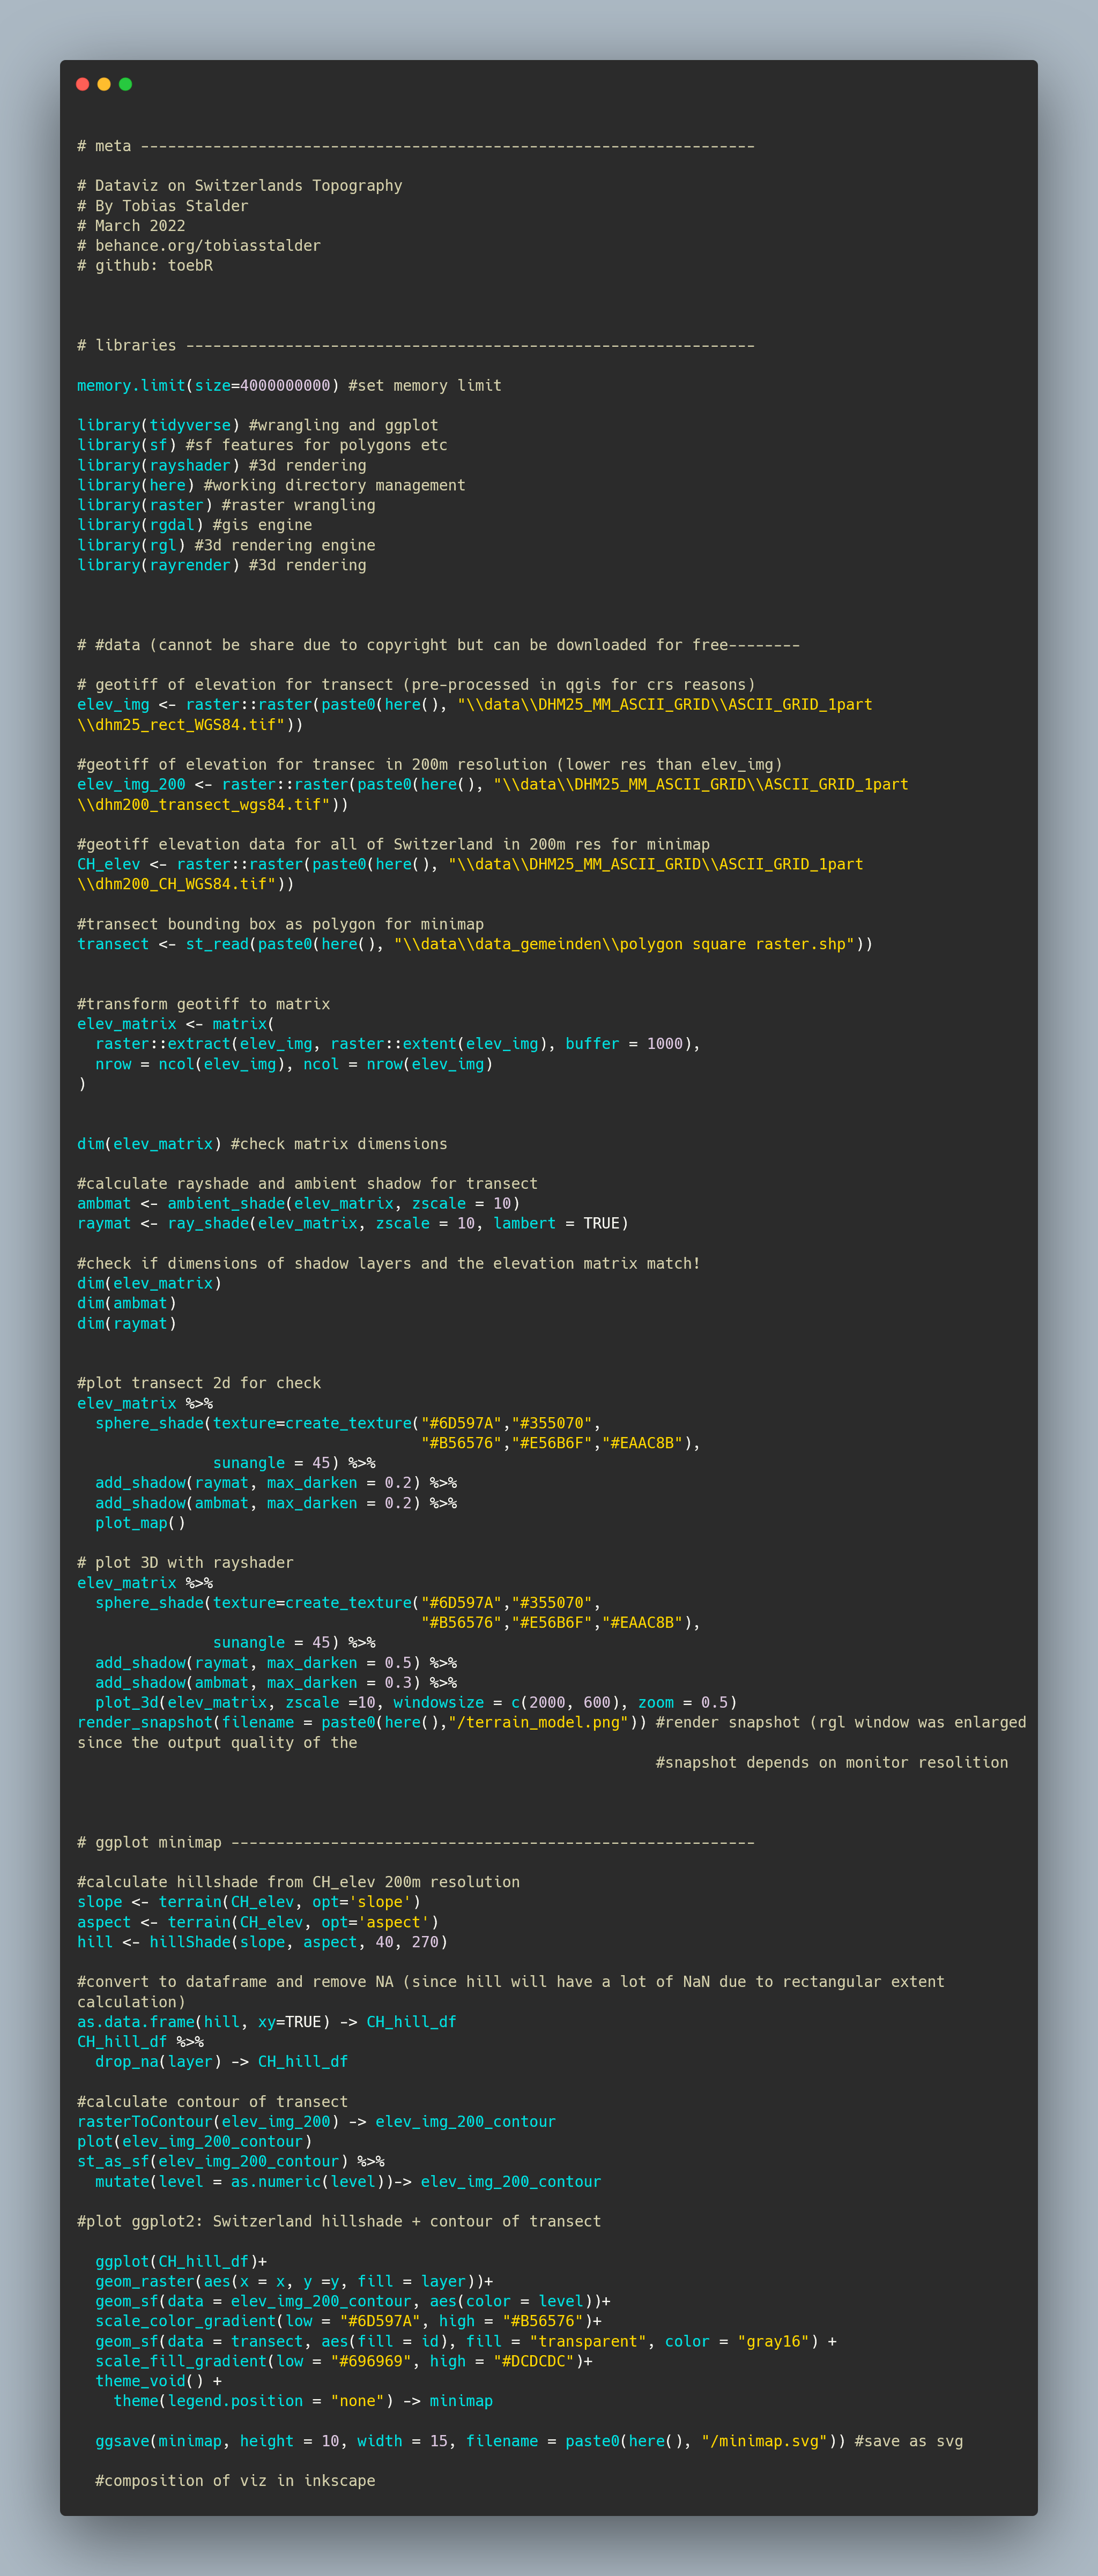 # meta --------------------------------------------------------------------
# Dataviz on Switzerlands Topography
# By Tobias Stalder
# March 2022
# behance.org/tobiasstalder
# github: toebR
# libraries ---------------------------------------------------------------
memory.limit(size=4000000000) #set memory limit
library(tidyverse) #wrangling and ggplot
library(sf) #sf features for polygons etc
library(rayshader) #3d rendering
library(here) #working directory management
library(raster) #raster wrangling
library(rgdal) #gis engine
library(rgl) #3d rendering engine
library(rayrender) #3d rendering
# #data (cannot be share due to copyright but can be downloaded for free--------
# geotiff of elevation for transect (pre-processed in qgis for crs reasons)
elev_img <- raster::raster(paste0(here(), "\\data\\DHM25_MM_ASCII_GRID\\ASCII_GRID_1part
\\dhm25_rect_WGS84.tif"))
#geotiff of elevation for transec in 200m resolution (lower res than elev_img)
elev_img_200 <- raster::raster(paste0(here(), "\\data\\DHM25_MM_ASCII_GRID\\ASCII_GRID_1part
\\dhm200_transect_wgs84.tif"))
#geotiff elevation data for all of Switzerland in 200m res for minimap
CH_elev <- raster::raster(paste0(here(), "\\data\\DHM25_MM_ASCII_GRID\\ASCII_GRID_1part
\\dhm200_CH_WGS84.tif"))
#transect bounding box as polygon for minimap
transect <- st_read(paste0(here(), "\\data\\data_gemeinden\\polygon square raster.shp"))
#transform geotiff to matrix
elev_matrix <- matrix(
  raster::extract(elev_img, raster::extent(elev_img), buffer = 1000),
  nrow = ncol(elev_img), ncol = nrow(elev_img)
)
dim(elev_matrix) #check matrix dimensions
#calculate rayshade and ambient shadow for transect
ambmat <- ambient_shade(elev_matrix, zscale = 10)
raymat <- ray_shade(elev_matrix, zscale = 10, lambert = TRUE)
#check if dimensions of shadow layers and the elevation matrix match!
dim(elev_matrix)
dim(ambmat)
dim(raymat)
#plot transect 2d for check
elev_matrix %>%
  sphere_shade(texture=create_texture("#6D597A","#355070",
                                      "#B56576","#E56B6F","#EAAC8B"),
               sunangle = 45) %>%
  add_shadow(raymat, max_darken = 0.2) %>%
  add_shadow(ambmat, max_darken = 0.2) %>%
  plot_map()
# plot 3D with rayshader
elev_matrix %>%
  sphere_shade(texture=create_texture("#6D597A","#355070",
                                      "#B56576","#E56B6F","#EAAC8B"),
               sunangle = 45) %>%
  add_shadow(raymat, max_darken = 0.5) %>%
  add_shadow(ambmat, max_darken = 0.3) %>%
  plot_3d(elev_matrix, zscale =10, windowsize = c(2000, 600), zoom = 0.5)
render_snapshot(filename = paste0(here(),"/terrain_model.png")) #render snapshot (rgl window was enlarged
since the output quality of the
                                                                #snapshot depends on monitor resolition
# ggplot minimap ----------------------------------------------------------
#calculate hillshade from CH_elev 200m resolution
slope <- terrain(CH_elev, opt='slope')
aspect <- terrain(CH_elev, opt='aspect')
hill <- hillShade(slope, aspect, 40, 270)
#convert to dataframe and remove NA (since hill will have a lot of NaN due to rectangular extent
calculation)
as.data.frame(hill, xy=TRUE) -> CH_hill_df
CH_hill_df %>%
  drop_na(layer) -> CH_hill_df
#calculate contour of transect
rasterToContour(elev_img_200) -> elev_img_200_contour
plot(elev_img_200_contour)
st_as_sf(elev_img_200_contour) %>%
  mutate(level = as.numeric(level))-> elev_img_200_contour
#plot ggplot2: Switzerland hillshade + contour of transect
  ggplot(CH_hill_df)+
  geom_raster(aes(x = x, y =y, fill = layer))+
  geom_sf(data = elev_img_200_contour, aes(color = level))+
  scale_color_gradient(low = "#6D597A", high = "#B56576")+
  geom_sf(data = transect, aes(fill = id), fill = "transparent", color = "gray16") +
  scale_fill_gradient(low = "#696969", high = "#DCDCDC")+
  theme_void() +
    theme(legend.position = "none") -> minimap
  ggsave(minimap, height = 10, width = 15, filename = paste0(here(), "/minimap.svg")) #save as svg
  #composition of viz in inkscape